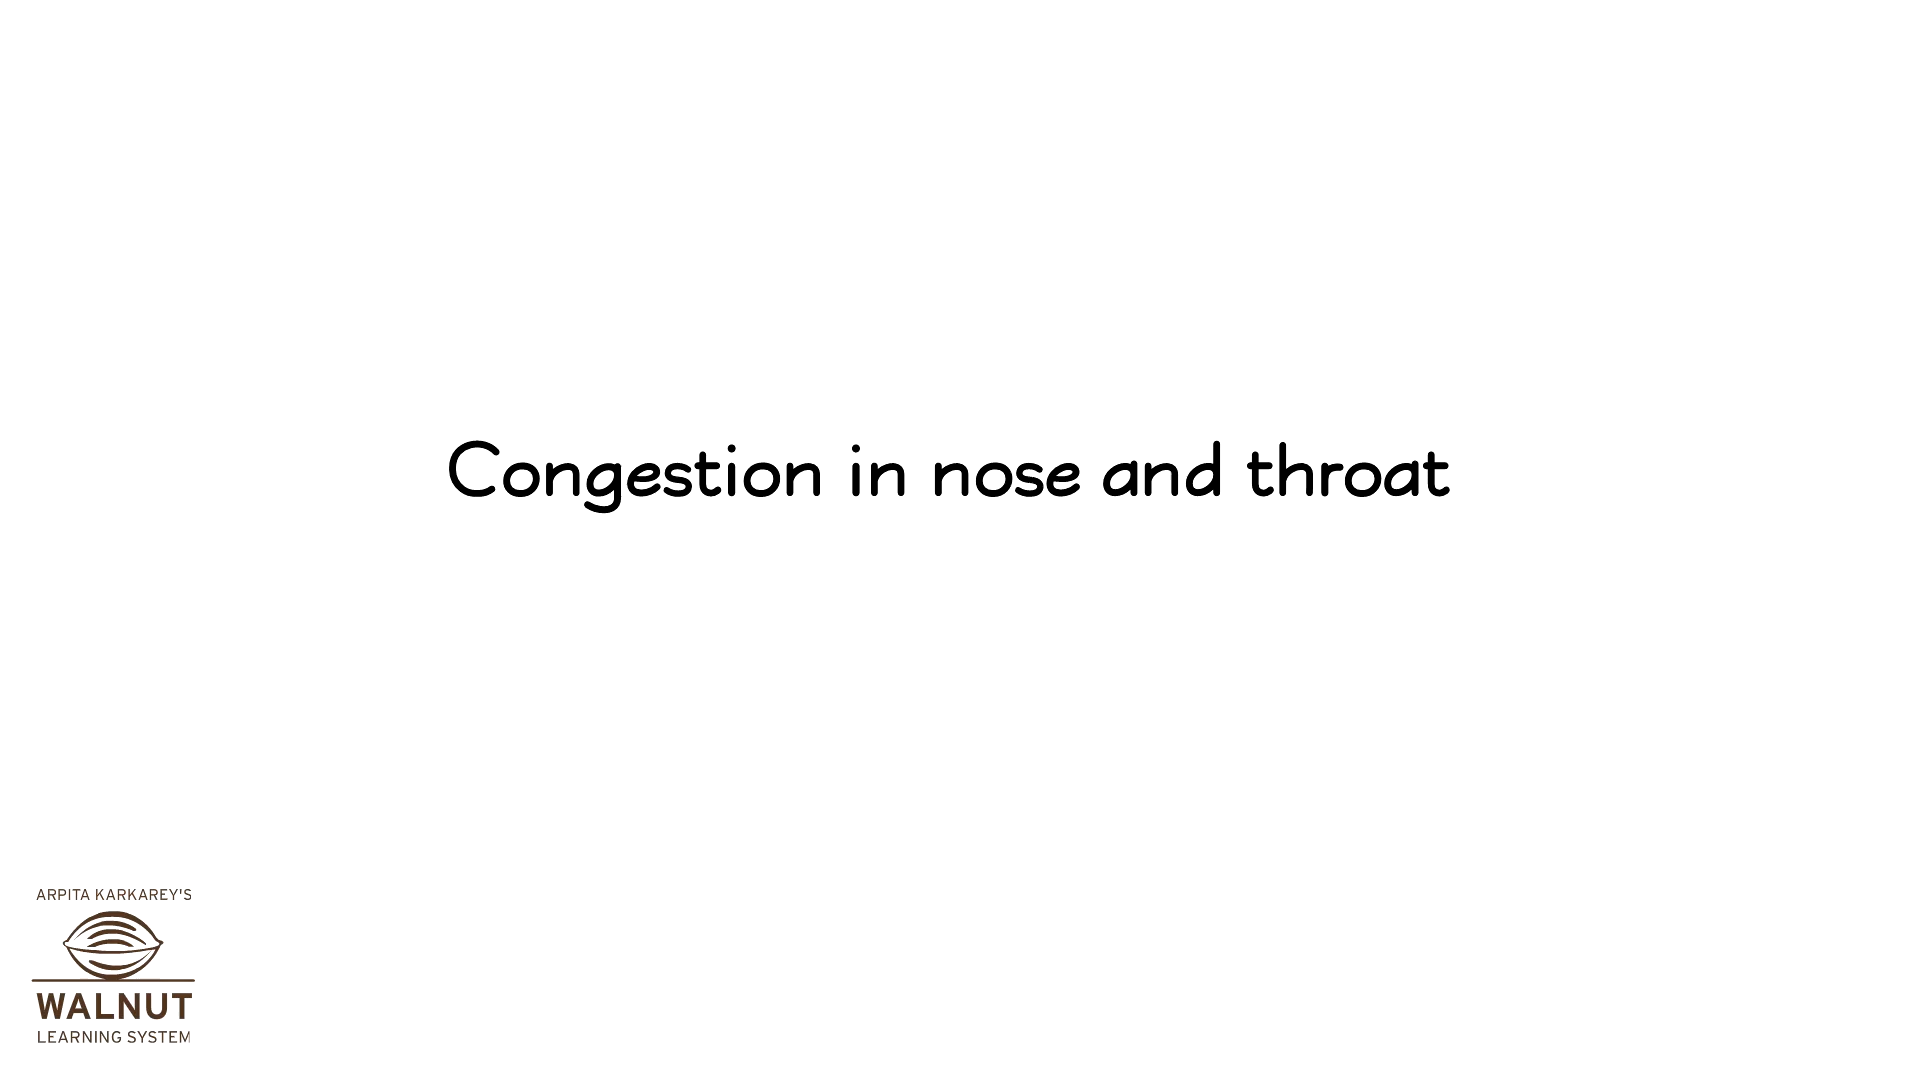 Congestion in nose and throat
ARPITA KARKAREY'S
WALNUT
LEARNING SYSTEM